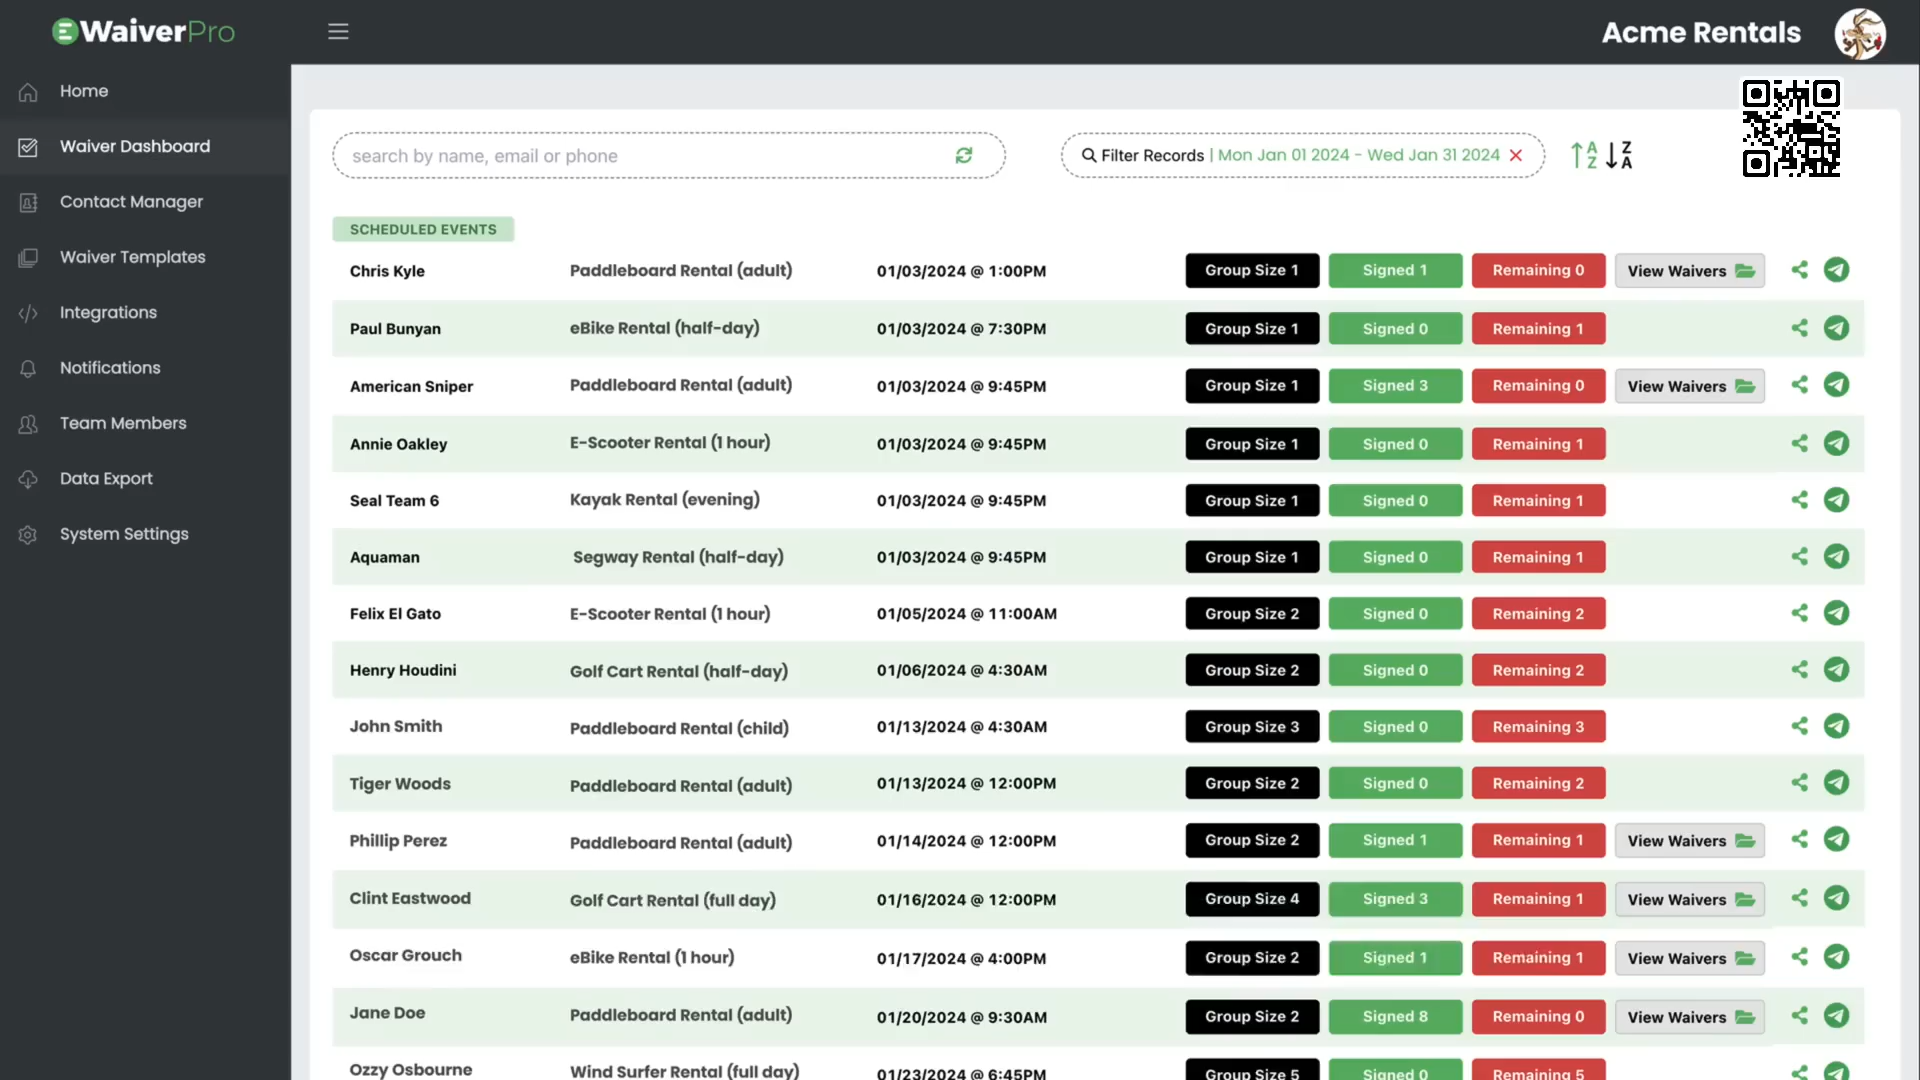 WaiverPro
Acme Rentals
Home
Waiver Dashboard
Contact Manager
Waiver Templates
Integrations
Notifications
Team Members
Data Export
System Settings
search by name, email or phone
Filter Records | Mon Jan 01 2024 - Wed Jan 31 2024
A Z Z A
SCHEDULED EVENTS
Chris Kyle Paddleboard Rental (adult) 01/03/2024 @ 1:00PM Group Size 1 Signed 1 Remaining 0 View Waivers
Paul Bunyan eBike Rental (half-day) 01/03/2024 @ 7:30PM Group Size 1 Signed 0 Remaining 1
American Sniper Paddleboard Rental (adult) 01/03/2024 @ 9:45PM Group Size 1 Signed 3 Remaining 0 View Waivers
Annie Oakley E-Scooter Rental (1 hour) 01/03/2024 @ 9:45PM Group Size 1 Signed 0 Remaining 1
Seal Team 6 Kayak Rental (evening) 01/03/2024 @ 9:45PM Group Size 1 Signed 0 Remaining 1
Aquaman Segway Rental (half-day) 01/03/2024 @ 9:45PM Group Size 1 Signed 0 Remaining 1
Felix El Gato E-Scooter Rental (1 hour) 01/05/2024 @ 11:00AM Group Size 2 Signed 0 Remaining 2
Henry Houdini Golf Cart Rental (half-day) 01/06/2024 @ 4:30AM Group Size 2 Signed 0 Remaining 2
John Smith Paddleboard Rental (child) 01/13/2024 @ 4:30AM Group Size 3 Signed 0 Remaining 3
Tiger Woods Paddleboard Rental (adult) 01/13/2024 @ 12:00PM Group Size 2 Signed 0 Remaining 2
Phillip Perez Paddleboard Rental (adult) 01/14/2024 @ 12:00PM Group Size 2 Signed 1 Remaining 1 View Waivers
Clint Eastwood Golf Cart Rental (full day) 01/16/2024 @ 12:00PM Group Size 4 Signed 3 Remaining 1 View Waivers
Oscar Grouch eBike Rental (1 hour) 01/17/2024 @ 4:00PM Group Size 2 Signed 1 Remaining 1 View Waivers
Jane Doe Paddleboard Rental (adult) 01/20/2024 @ 9:30AM Group Size 2 Signed 8 Remaining 0 View Waivers
Ozzy Osbourne Wind Surfer Rental (full day) 01/23/2024 @ 6:45PM Group Size 5 Signed 0 Remaining 5